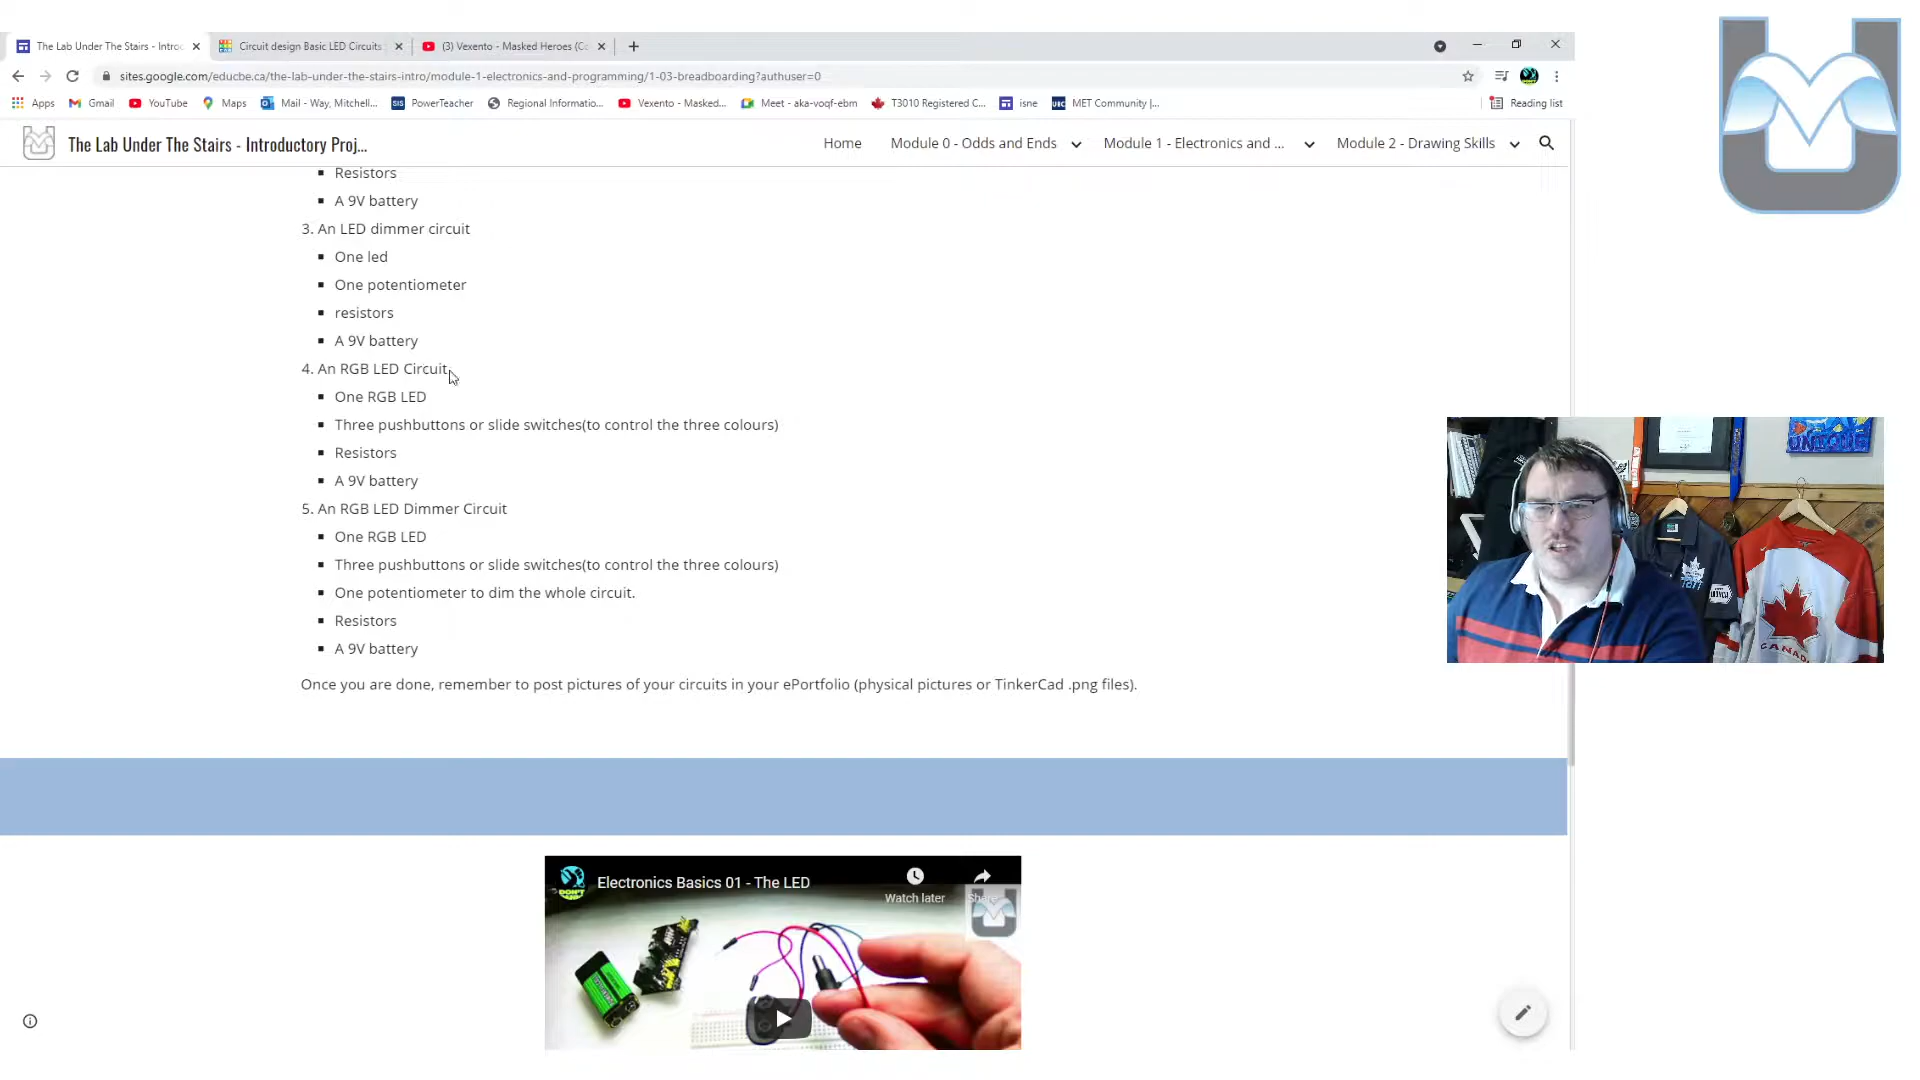 The Lab Under The Stairs - Introd
Circuit design Basic LED Circuits
(3) Vexento - Masked Heroes (Co
sites.google.com/educbe.ca/the-lab-under-the-stairs-intro/module-1-electronics-and-programming/1-03-breadboarding?authuser=0
Apps
Gmail
YouTube
Maps
Mail - Way, Mitchell...
PowerTeacher
Regional Informatio...
Vexento - Masked...
Meet - aka-voqf-ebm
T3010 Registered C...
isne
MET Community |...
Reading list
The Lab Under The Stairs - Introductory Proj...
Home
Module 0 - Odds and Ends
Module 1 - Electronics and ...
Module 2 - Drawing Skills
Resistors
A 9V battery
3. An LED dimmer circuit
One led
One potentiometer
resistors
A 9V battery
4. An RGB LED Circuit
One RGB LED
Three pushbuttons or slide switches(to control the three colours)
Resistors
A 9V battery
5. An RGB LED Dimmer Circuit
One RGB LED
Three pushbuttons or slide switches(to control the three colours)
One potentiometer to dim the whole circuit.
Resistors
A 9V battery
Once you are done, remember to post pictures of your circuits in your ePortfolio (physical pictures or TinkerCad .png files).
Electronics Basics 01 - The LED
Watch later
Share
UNIQUE
CANADA